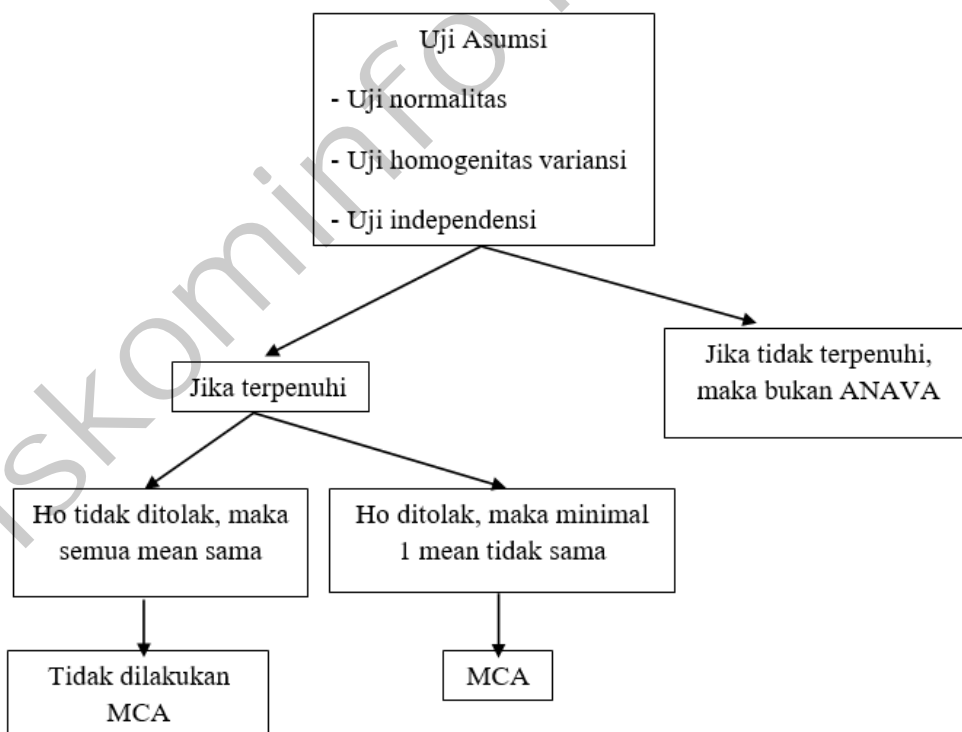 Uji Asumsi
- Uji normalitas
- Uji homogenitas variansi
- Uji independensi
Jika terpenuhi
Jika tidak terpenuhi,
maka bukan ANAVA
Ho tidak ditolak, maka
semua mean sama
Ho ditolak, maka minimal
1 mean tidak sama
Tidak dilakukan
MCA
MCA
iskominfo